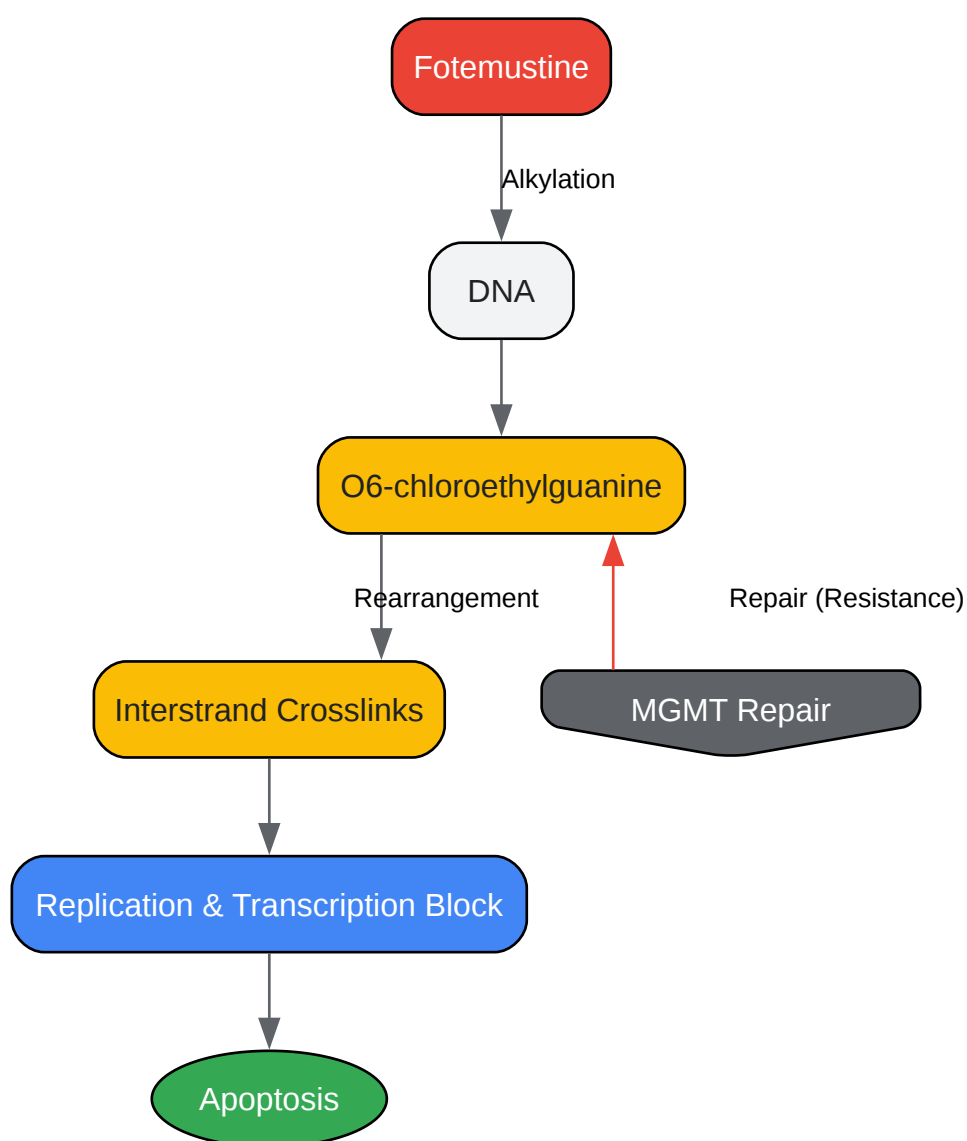 Fotemustine
Alkylation
DNA
O6-chloroethylguanine
Rearrangement
Repair (Resistance)
Interstrand Crosslinks
MGMT Repair
Replication & Transcription Block
Apoptosis